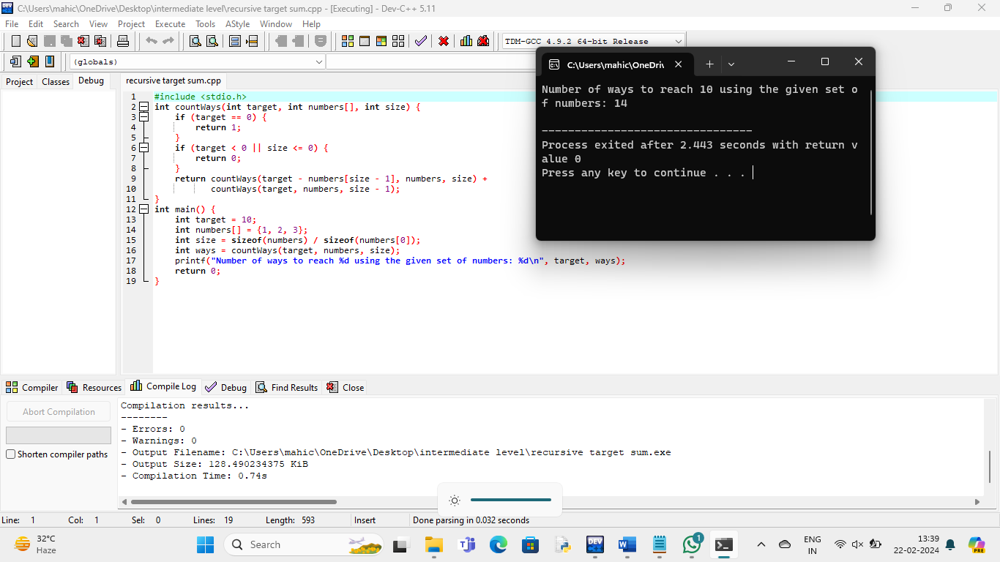 C:\Users\mahic\OneDrive\Desktop\intermediate level\recursive target sum.cpp - [Executing] - Dev-C++ 5.11
File Edit Search View Project Execute Tools AStyle Window Help
TDM-GCC 4.9.2 64-bit Release
(globals)
Project Classes Debug
recursive target sum.cpp
1 #include <stdio.h>
2 int countWays(int target, int numbers[], int size) {
3 if (target == 0) {
4 return 1;
5 }
6 if (target < 0 || size <= 0) {
7 return 0;
8 }
9 return countWays(target - numbers[size - 1], numbers, size) +
10 countWays(target, numbers, size - 1);
11 }
12 int main() {
13 int target = 10;
14 int numbers[] = {1, 2, 3};
15 int size = sizeof(numbers) / sizeof(numbers[0]);
16 int ways = countWays(target, numbers, size);
17 printf("Number of ways to reach %d using the given set of numbers: %d\n", target, ways);
18 return 0;
19 }
C:\Users\mahic\OneDri
Number of ways to reach 10 using the given set o
f numbers: 14
--------------------------------
Process exited after 2.443 seconds with return v
alue 0
Press any key to continue . . .
Compiler Resources Compile Log Debug Find Results Close
Abort Compilation
Shorten compiler paths
Compilation results...
--------
- Errors: 0
- Warnings: 0
- Output Filename: C:\Users\mahic\OneDrive\Desktop\intermediate level\recursive target sum.exe
- Output Size: 128.490234375 KiB
- Compilation Time: 0.74s
Line: 1 Col: 1 Sel: 0 Lines: 19 Length: 593 Insert Done parsing in 0.032 seconds
32°C
Haze
Search
DEV
1
ENG
IN
13:39
22-02-2024
PRE